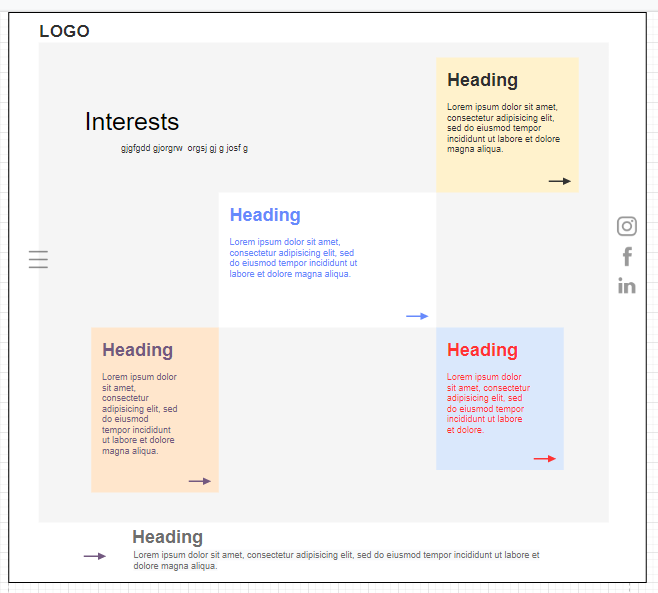 LOGO
Interests
gjgfgdd gjorgrw orgsj gj g josf g
Heading
Lorem ipsum dolor sit amet,
consectetur adipisicing elit,
sed do eiusmod tempor
incididunt ut labore et dolore
magna aliqua.
Heading
Lorem ipsum dolor sit amet,
consectetur adipisicing elit, sed
do eiusmod tempor incididunt ut
labore et dolore magna aliqua.
Heading
Lorem ipsum dolor
sit amet,
consectetur
adipisicing elit, sed
do eiusmod
tempor incididunt
ut labore et dolore
magna aliqua.
Heading
Lorem ipsum dolor
sit amet, consectetur
adipisicing elit, sed
do eiusmod tempor
incididunt ut labore
et dolore.
Heading
Lorem ipsum dolor sit amet, consectetur adipisicing elit, sed do eiusmod tempor incididunt ut labore et
dolore magna aliqua.